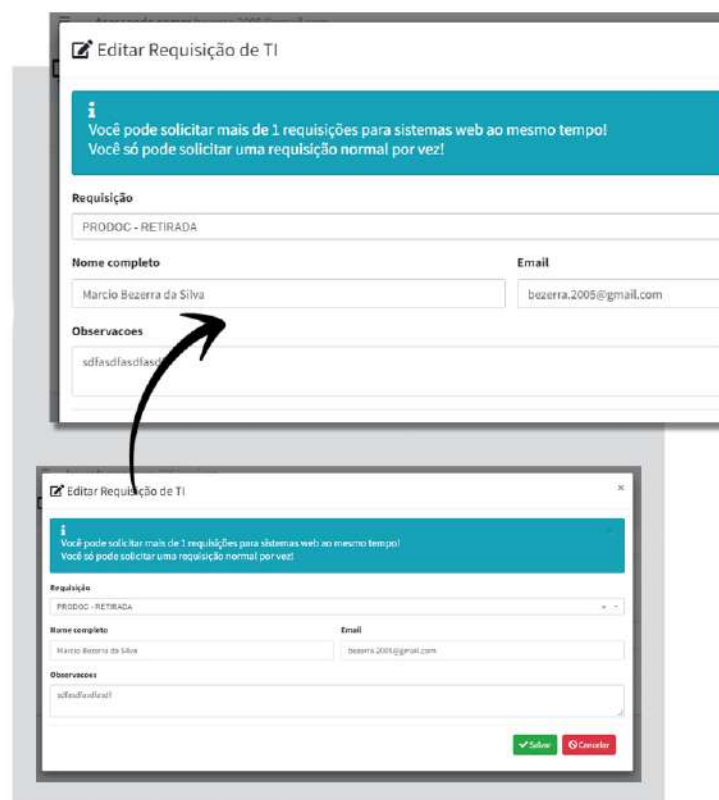 Editar Requisição de TI
i
Você pode solicitar mais de 1 requisições para sistemas web ao mesmo tempo!
Você só pode solicitar uma requisição normal por vez!
Requisição
PRODOC - RETIRADA
Nome completo
Email
Marcio Bezerra da Silva
bezerra.2005@gmail.com
Observacoes
Editar Requisição de TI
×
i
Você pode solicitar mais de 1 requisições para sistemas web ao mesmo tempo!
Você só pode solicitar uma requisição normal por vez!
Requisição
PRODOC - RETIRADA
Nome completo
Email
Marcio Bezerra da Silva
bezerra.2005@gmail.com
Observacoes
Salvar
Cancelar